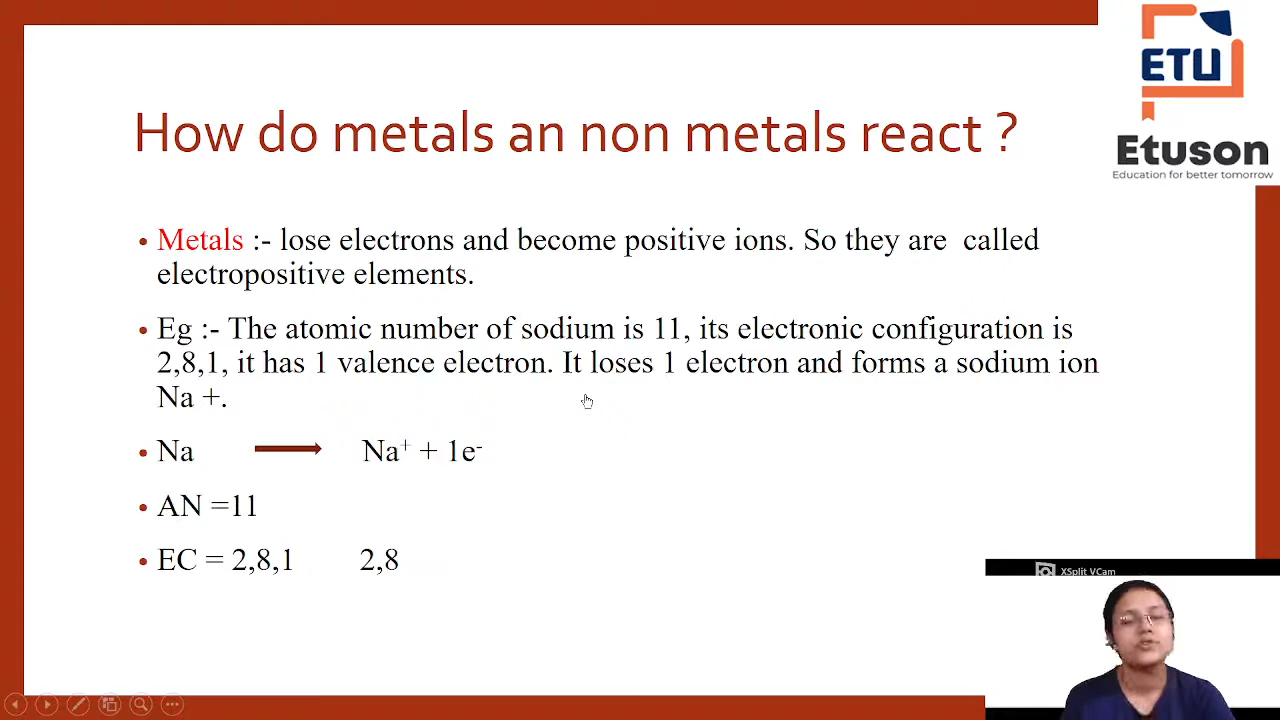 ETU
Etuson
Education for better tomorrow
How do metals an non metals react ?
• Metals :- lose electrons and become positive ions. So they are called
electropositive elements.
• Eg :- The atomic number of sodium is 11, its electronic configuration is
2,8,1, it has 1 valence electron. It loses 1 electron and forms a sodium ion
Na +.
• Na Na⁺ + 1e⁻
• AN =11
• EC = 2,8,1 2,8
XSplit VCam